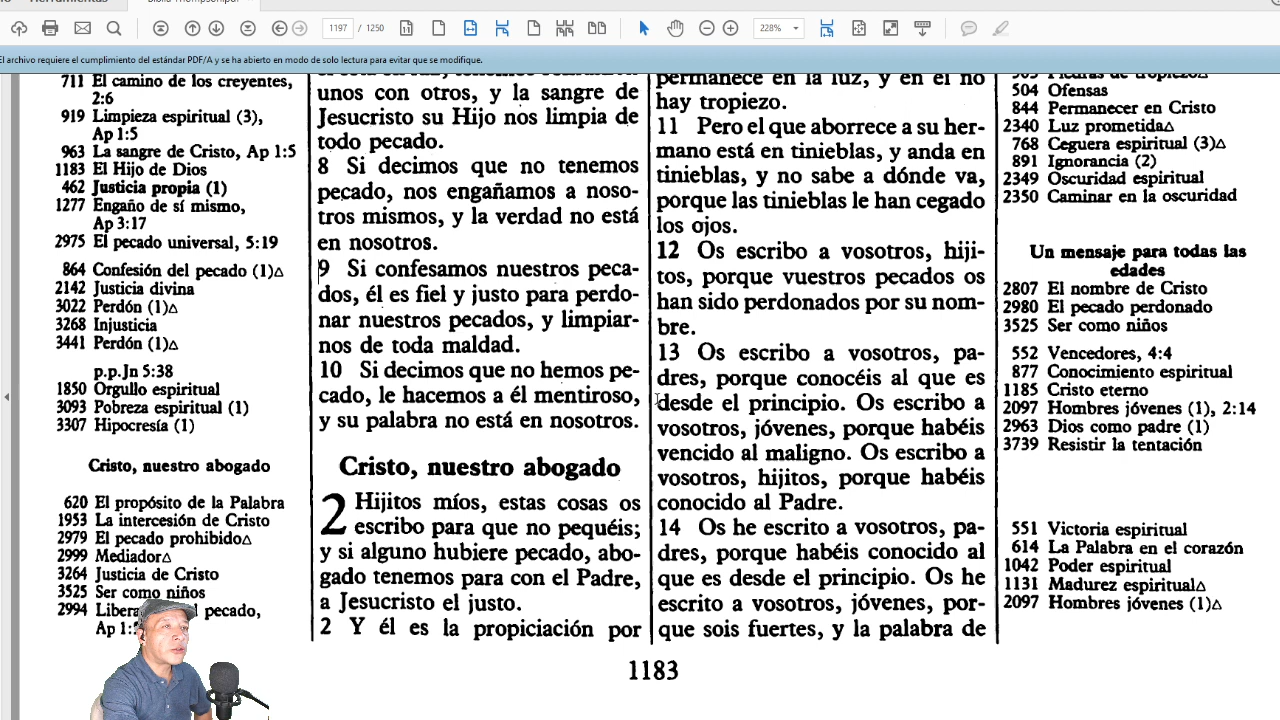 Herramientas
Biblia Thompson.pdf
1197 / 1250
228%
El archivo requiere el cumplimiento del estándar PDF/A y se ha abierto en modo de solo lectura para evitar que se modifique.
711 El camino de los creyentes,
2:6
919 Limpieza espiritual (3),
Ap 1:5
963 La sangre de Cristo, Ap 1:5
1183 El Hijo de Dios
462 Justicia propia (1)
1277 Engaño de sí mismo,
Ap 3:17
2975 El pecado universal, 5:19
864 Confesión del pecado (1)△
2142 Justicia divina
3022 Perdón (1)△
3268 Injusticia
3441 Perdón (1)△
p.p.Jn 5:38
1850 Orgullo espiritual
3093 Pobreza espiritual (1)
3307 Hipocresía (1)
Cristo, nuestro abogado
620 El propósito de la Palabra
1953 La intercesión de Cristo
2979 El pecado prohibido△
2999 Mediador△
3264 Justicia de Cristo
3525 Ser como niños
2994 pecado,
unos con otros, y la sangre de
Jesucristo su Hijo nos limpia de
todo pecado.
8 Si decimos que no tenemos
pecado, nos engañamos a noso-
tros mismos, y la verdad no está
en nosotros.
9 Si confesamos nuestros peca-
dos, él es fiel y justo para perdo-
nar nuestros pecados, y limpiar-
nos de toda maldad.
10 Si decimos que no hemos pe-
cado, le hacemos a él mentiroso,
y su palabra no está en nosotros.
Cristo, nuestro abogado
2 Hijitos míos, estas cosas os
escribo para que no pequéis;
y si alguno hubiere pecado, abo-
gado tenemos para con el Padre,
a Jesucristo el justo.
2 Y él es la propiciación por
permanece en la luz, y en él no
hay tropiezo.
11 Pero el que aborrece a su her-
mano está en tinieblas, y anda en
tinieblas, y no sabe a dónde va,
porque las tinieblas le han cegado
los ojos.
12 Os escribo a vosotros, hiji-
tos, porque vuestros pecados os
han sido perdonados por su nom-
bre.
13 Os escribo a vosotros, pa-
dres, porque conocéis al que es
desde el principio. Os escribo a
vosotros, jóvenes, porque habéis
vencido al maligno. Os escribo a
vosotros, hijitos, porque habéis
conocido al Padre.
14 Os he escrito a vosotros, pa-
dres, porque habéis conocido al
que es desde el principio. Os he
escrito a vosotros, jóvenes, por-
que sois fuertes, y la palabra de
504 Ofensas
844 Permanecer en Cristo
2340 Luz prometida△
768 Ceguera espiritual (3)△
891 Ignorancia (2)
2349 Oscuridad espiritual
2350 Caminar en la oscuridad
Un mensaje para todas las
edades
2807 El nombre de Cristo
2980 El pecado perdonado
3525 Ser como niños
552 Vencedores, 4:4
877 Conocimiento espiritual
1185 Cristo eterno
2097 Hombres jóvenes (1), 2:14
2963 Dios como padre (1)
3739 Resistir la tentación
551 Victoria espiritual
614 La Palabra en el corazón
1042 Poder espiritual
1131 Madurez espiritual△
2097 Hombres jóvenes (1)△
1183